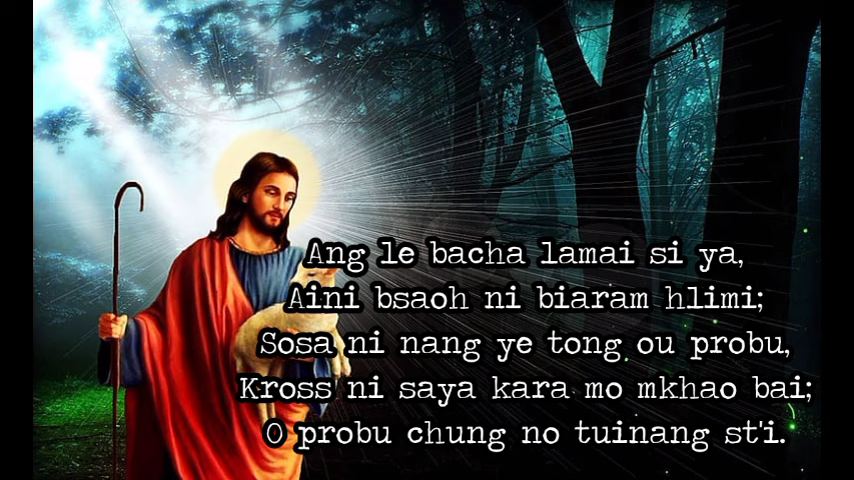 Ang le bacha lamai si ya,
Aini bsaoh ni biaram hlimi;
Sosa ni nang ye tong ou probu,
Kross ni saya kara mo mkhao bai;
O probu chung no tuinang st'i.